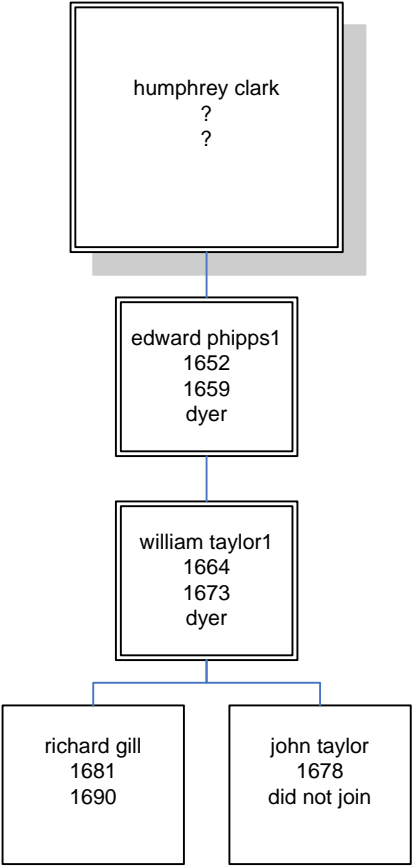 humphrey clark
?
?
edward phipps1
1652
1659
dyer
william taylor1
1664
1673
dyer
richard gill
1681
1690
john taylor
1678
did not join